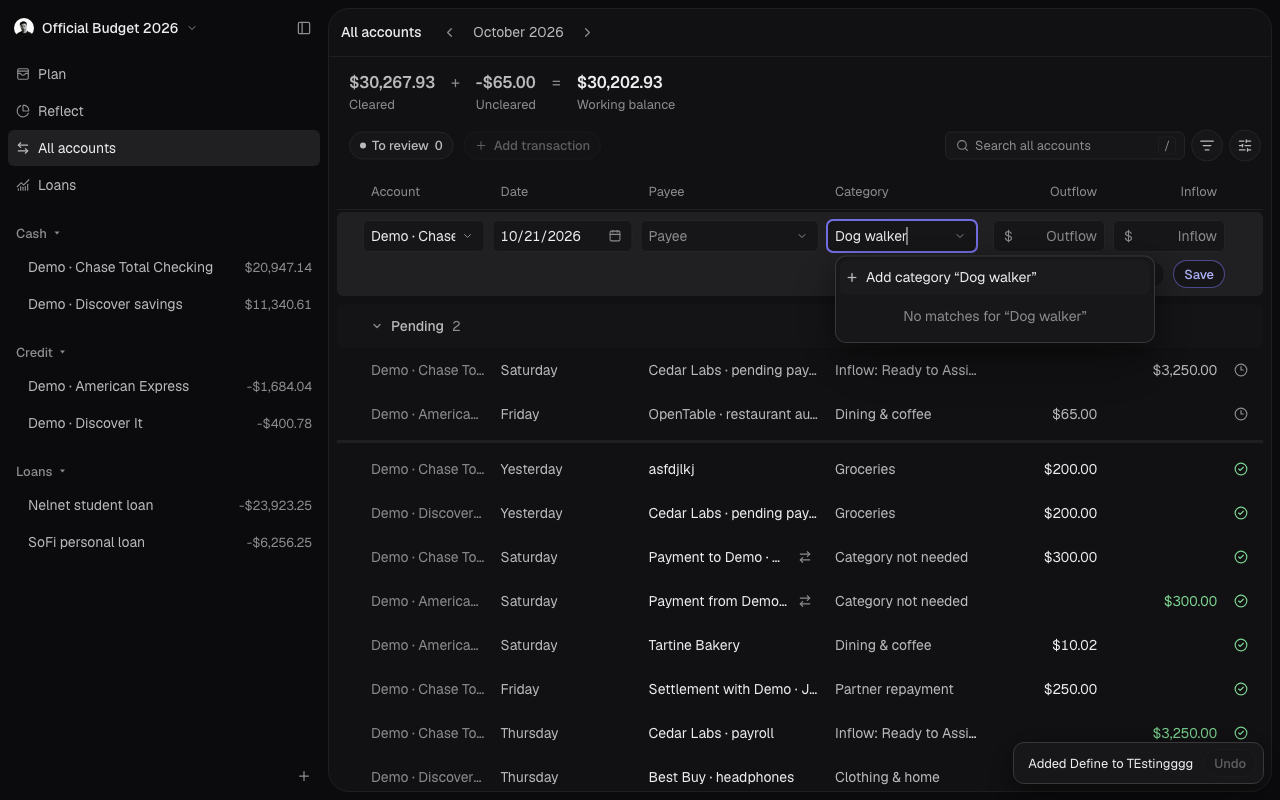 Official Budget 2026
Plan
Reflect
All accounts
Loans
Cash
Demo · Chase Total Checking $20,947.14
Demo · Discover savings $11,340.61
Credit
Demo · American Express -$1,684.04
Demo · Discover It -$400.78
Loans
Nelnet student loan -$23,923.25
SoFi personal loan -$6,256.25
All accounts October 2026
$30,267.93 + -$65.00 = $30,202.93
Cleared Uncleared Working balance
To review 0 + Add transaction Search all accounts /
Account Date Payee Category Outflow Inflow
Demo · Chase 10/21/2026 Payee Dog walker $ Outflow $ Inflow
+ Add category “Dog walker” Save
No matches for “Dog walker”
Pending 2
Demo · Chase To… Saturday Cedar Labs · pending pay… Inflow: Ready to Assi… $3,250.00
Demo · America… Friday OpenTable · restaurant au… Dining & coffee $65.00
Demo · Chase To… Yesterday asfdjlkj Groceries $200.00
Demo · Discover… Yesterday Cedar Labs · pending pay… Groceries $200.00
Demo · Chase To… Saturday Payment to Demo · … Category not needed $300.00
Demo · America… Saturday Payment from Demo… Category not needed $300.00
Demo · America… Saturday Tartine Bakery Dining & coffee $10.02
Demo · Chase To… Friday Settlement with Demo · J… Partner repayment $250.00
Demo · Chase To… Thursday Cedar Labs · payroll Inflow: Ready to Assi… $3,250.00
Demo · Discover… Thursday Best Buy · headphones Clothing & home
Added Define to TEstingggg Undo